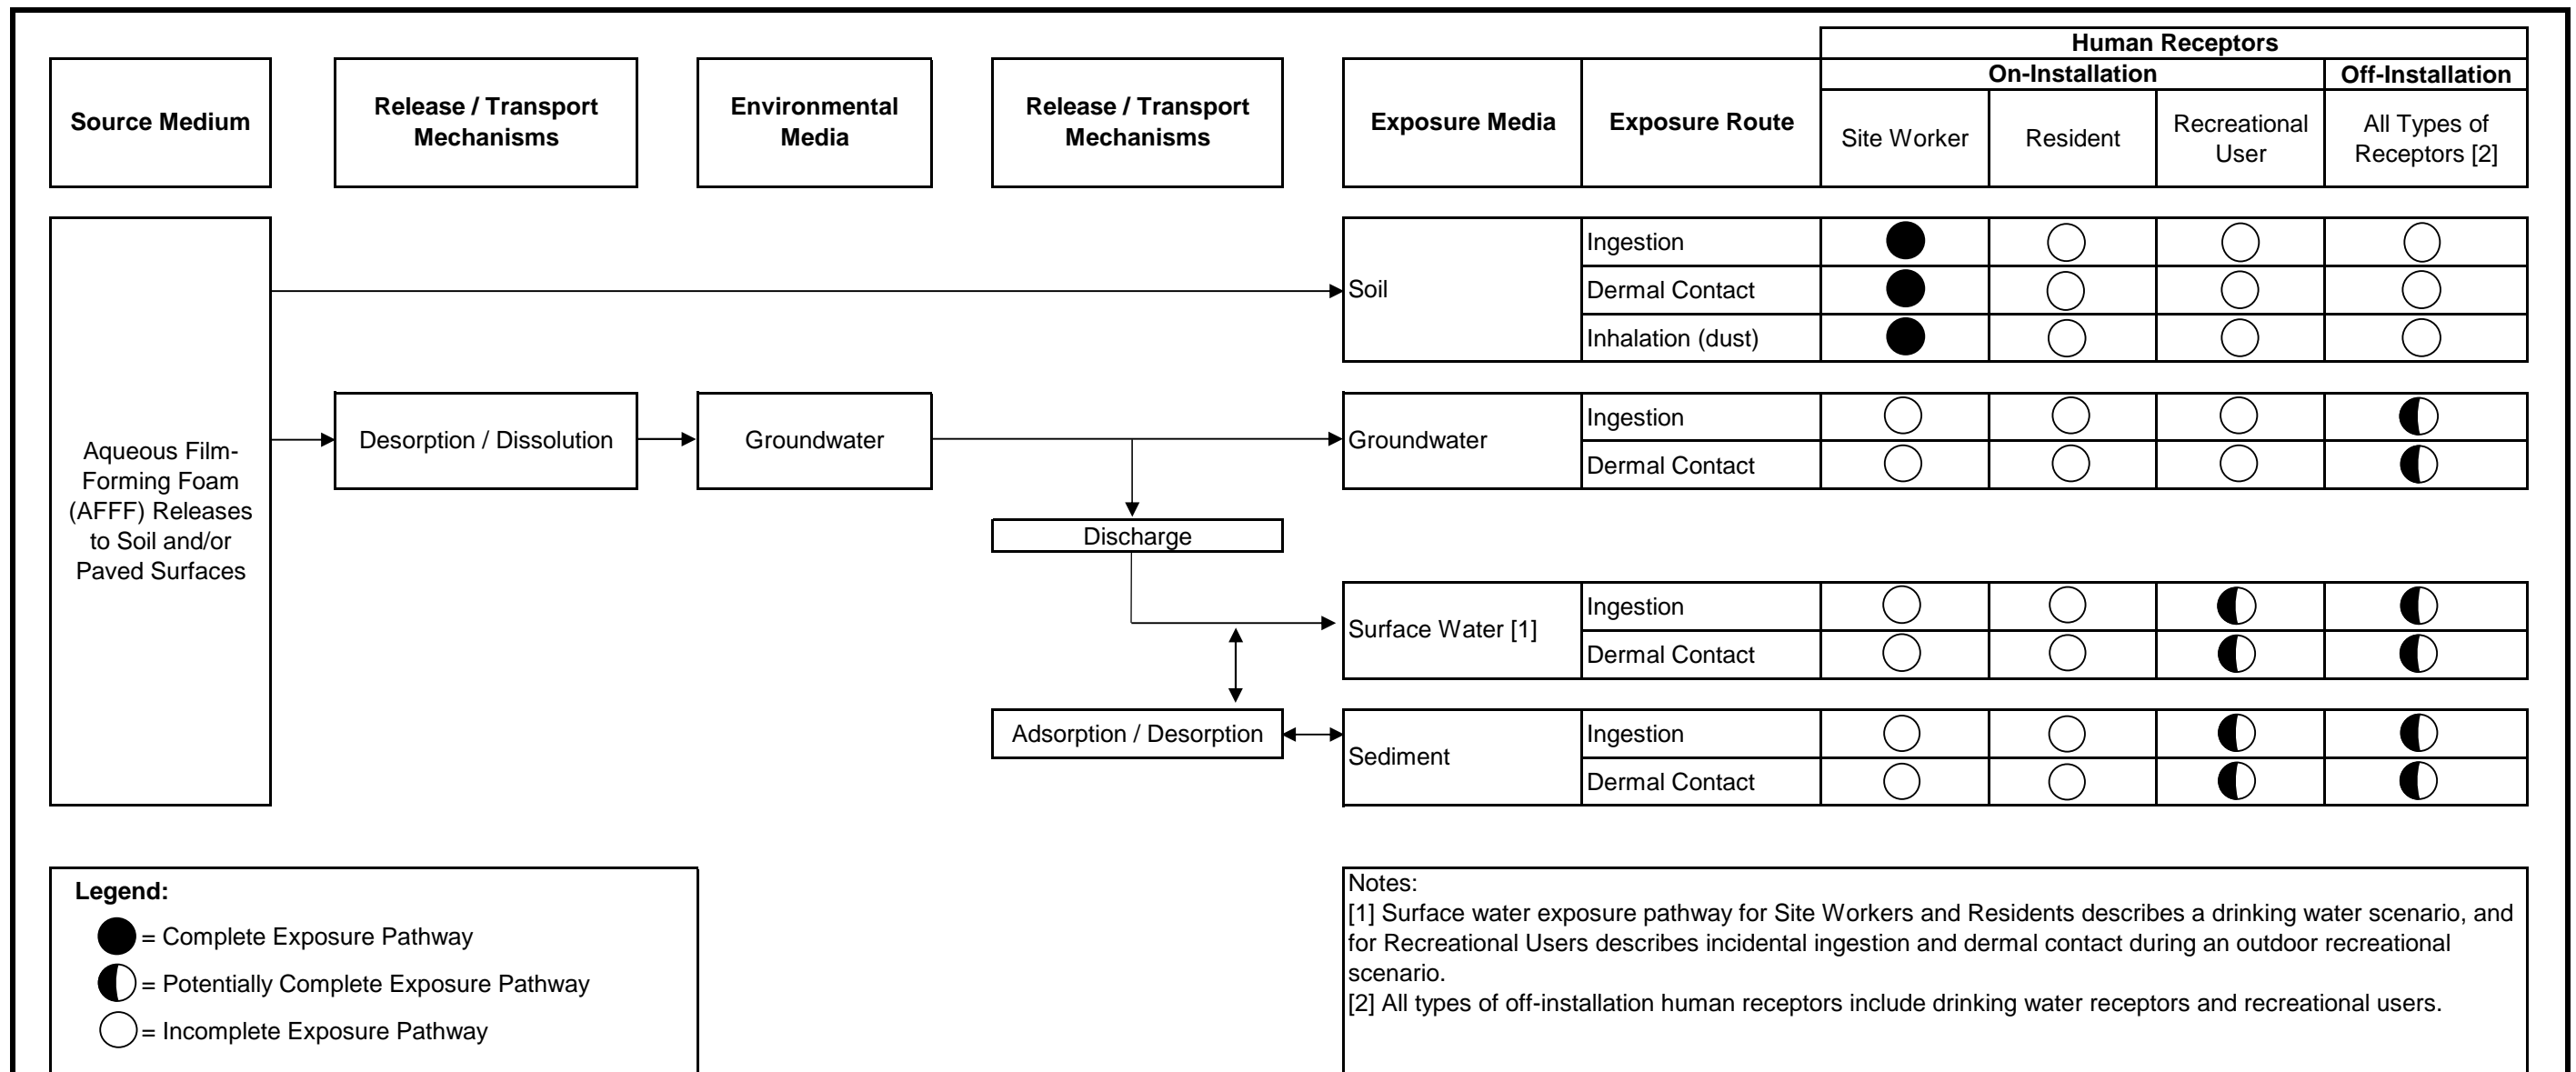 Human Receptors
On-Installation
Off-Installation
Source Medium
Release / Transport
Mechanisms
Environmental
Media
Release / Transport
Mechanisms
Exposure Media
Exposure Route
Site Worker
Resident
Recreational
User
All Types of
Receptors [2]
Aqueous Film-
Forming Foam
(AFFF) Releases
to Soil and/or
Paved Surfaces
Soil
Ingestion
Dermal Contact
Inhalation (dust)
Desorption / Dissolution
Groundwater
Groundwater
Ingestion
Dermal Contact
Discharge
Surface Water [1]
Ingestion
Dermal Contact
Adsorption / Desorption
Sediment
Ingestion
Dermal Contact
Legend:
= Complete Exposure Pathway
= Potentially Complete Exposure Pathway
= Incomplete Exposure Pathway
Notes:
[1] Surface water exposure pathway for Site Workers and Residents describes a drinking water scenario, and
for Recreational Users describes incidental ingestion and dermal contact during an outdoor recreational
scenario.
[2] All types of off-installation human receptors include drinking water receptors and recreational users.